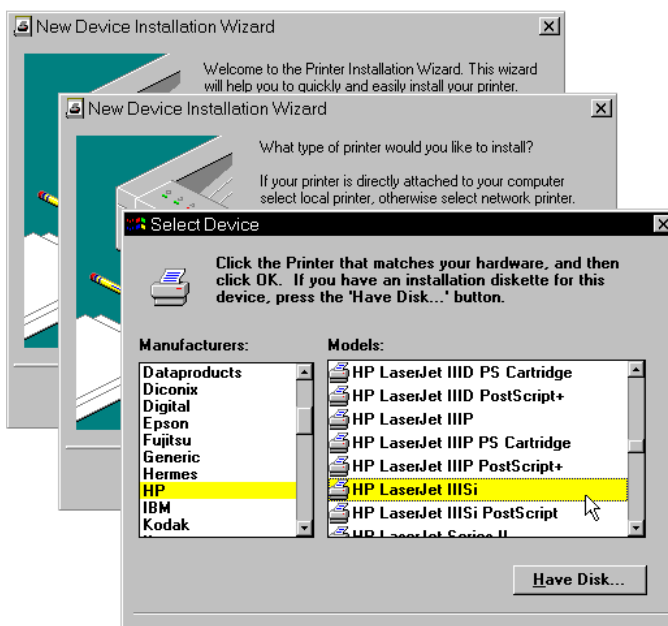 New Device Installation Wizard
Welcome to the Printer Installation Wizard. This wizard
will help you to quickly and easily install your printer.
New Device Installation Wizard
What type of printer would you like to install?
If your printer is directly attached to your computer
select local printer, otherwise select network printer.
Select Device
Click the Printer that matches your hardware, and then
click OK. If you have an installation diskette for this
device, press the 'Have Disk...' button.
Manufacturers:
Dataproducts
Diconix
Digital
Epson
Fujitsu
Generic
Hermes
HP
IBM
Kodak
Models:
HP LaserJet IIID PS Cartridge
HP LaserJet IIID PostScript+
HP LaserJet IIIP
HP LaserJet IIIP PS Cartridge
HP LaserJet IIIP PostScript+
HP LaserJet IIISi
HP LaserJet IIISi PostScript
HP LaserJet Series II
Have Disk...